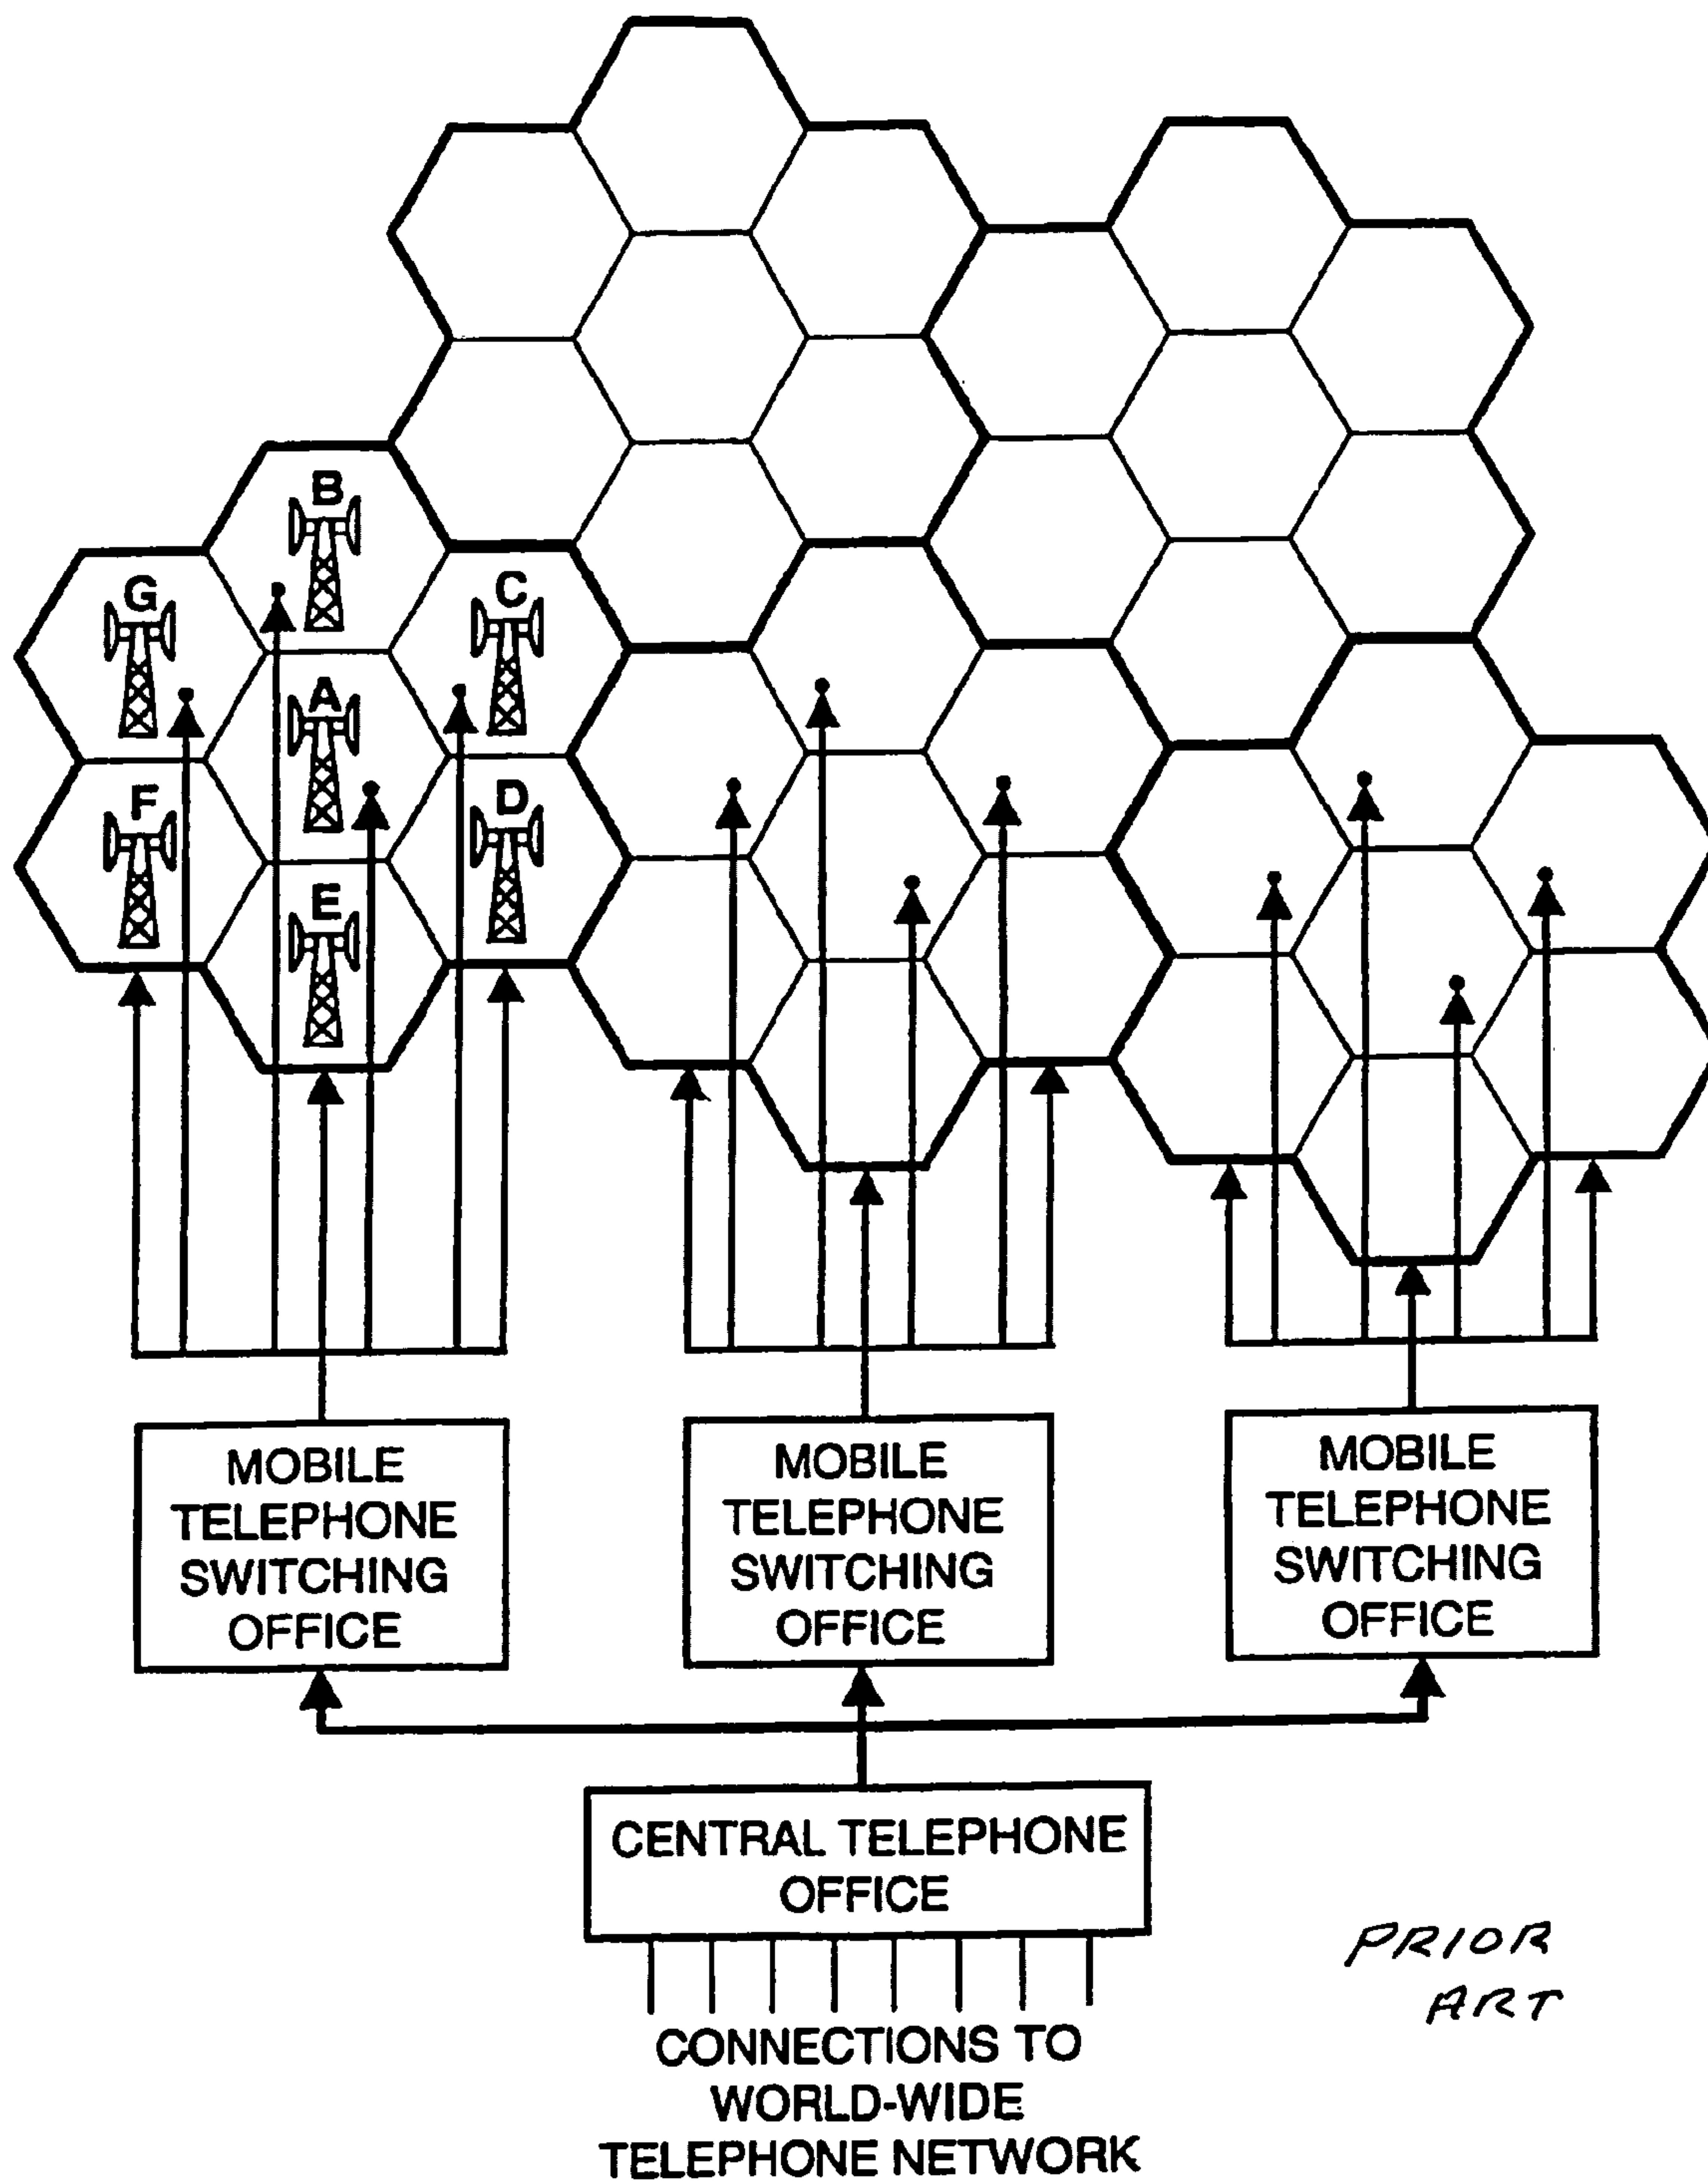 B
G
C
A
F
D
E
MOBILE
TELEPHONE
SWITCHING
OFFICE
MOBILE
TELEPHONE
SWITCHING
OFFICE
MOBILE
TELEPHONE
SWITCHING
OFFICE
CENTRAL TELEPHONE
OFFICE
CONNECTIONS TO
WORLD-WIDE
TELEPHONE NETWORK
PRIOR
ART